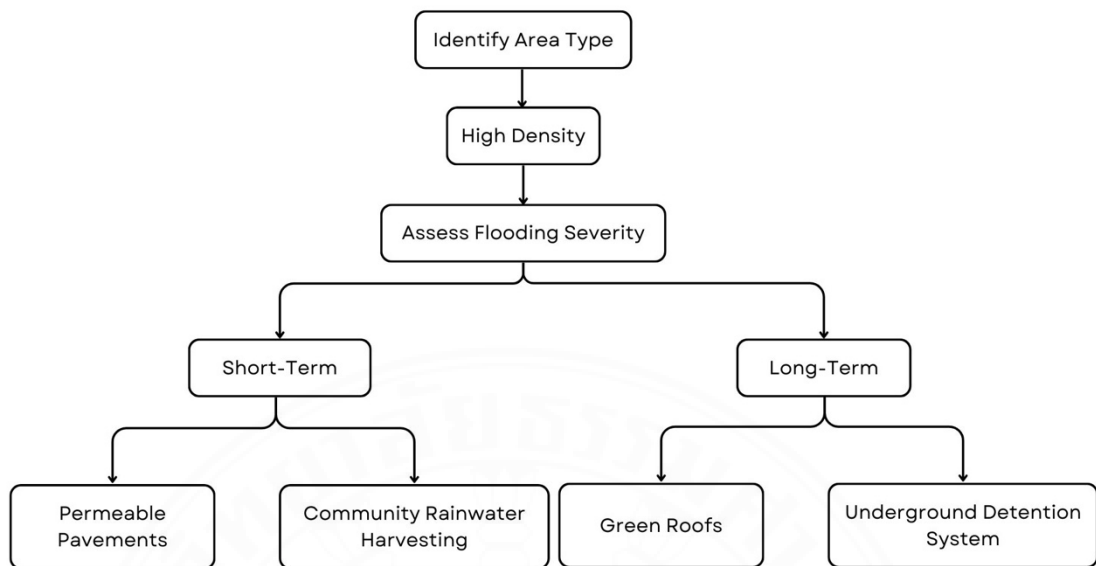 Identify Area Type
High Density
Assess Flooding Severity
Short-Term
Long-Term
Permeable
Pavements
Community Rainwater
Harvesting
Green Roofs
Underground Detention
System